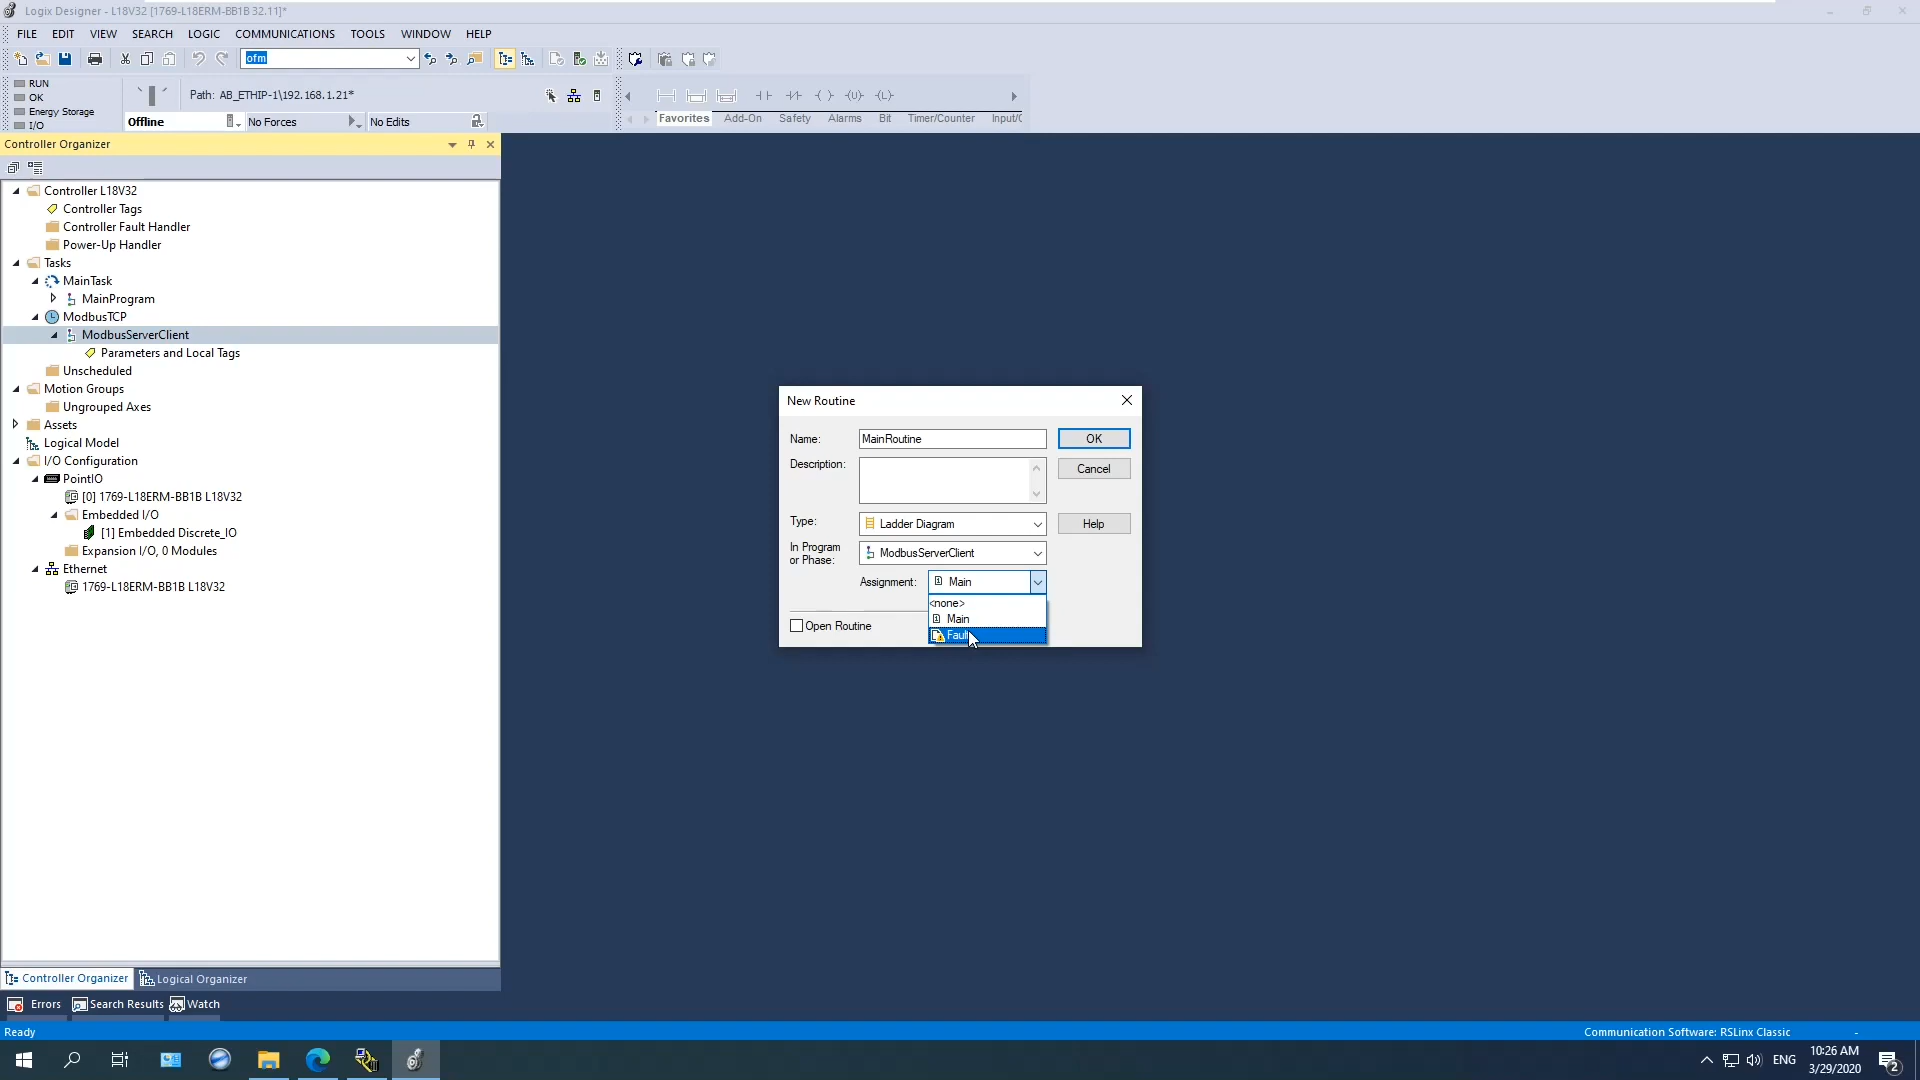 Logix Designer - L18V32 [1769-L18ERM-BB1B 32.11]*
FILE EDIT VIEW SEARCH LOGIC COMMUNICATIONS TOOLS WINDOW HELP
ofm
RUN
OK
Energy Storage
I/O
Path: AB_ETHIP-1\192.168.1.21*
Offline
No Forces
No Edits
Favorites Add-On Safety Alarms Bit Timer/Counter Input/
Controller Organizer
Controller L18V32
Controller Tags
Controller Fault Handler
Power-Up Handler
Tasks
MainTask
MainProgram
ModbusTCP
ModbusServerClient
Parameters and Local Tags
Unscheduled
Motion Groups
Ungrouped Axes
Assets
Logical Model
I/O Configuration
PointIO
[0] 1769-L18ERM-BB1B L18V32
Embedded I/O
[1] Embedded Discrete_IO
Expansion I/O, 0 Modules
Ethernet
1769-L18ERM-BB1B L18V32
New Routine
Name: MainRoutine OK
Description: Cancel
Type: Ladder Diagram Help
In Program or Phase: ModbusServerClient
Assignment: Main
<none>
Main
Open Routine
Faul
Controller Organizer Logical Organizer
Errors Search Results Watch
Ready
Communication Software: RSLinx Classic
-
ENG
10:26 AM
3/29/2020
2